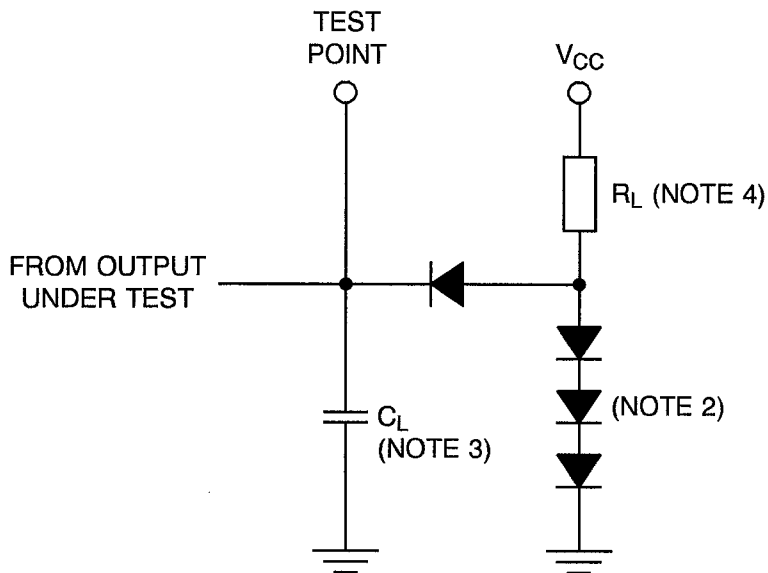 TEST
POINT
VCC
RL (NOTE 4)
FROM OUTPUT
UNDER TEST
(NOTE 2)
CL
(NOTE 3)